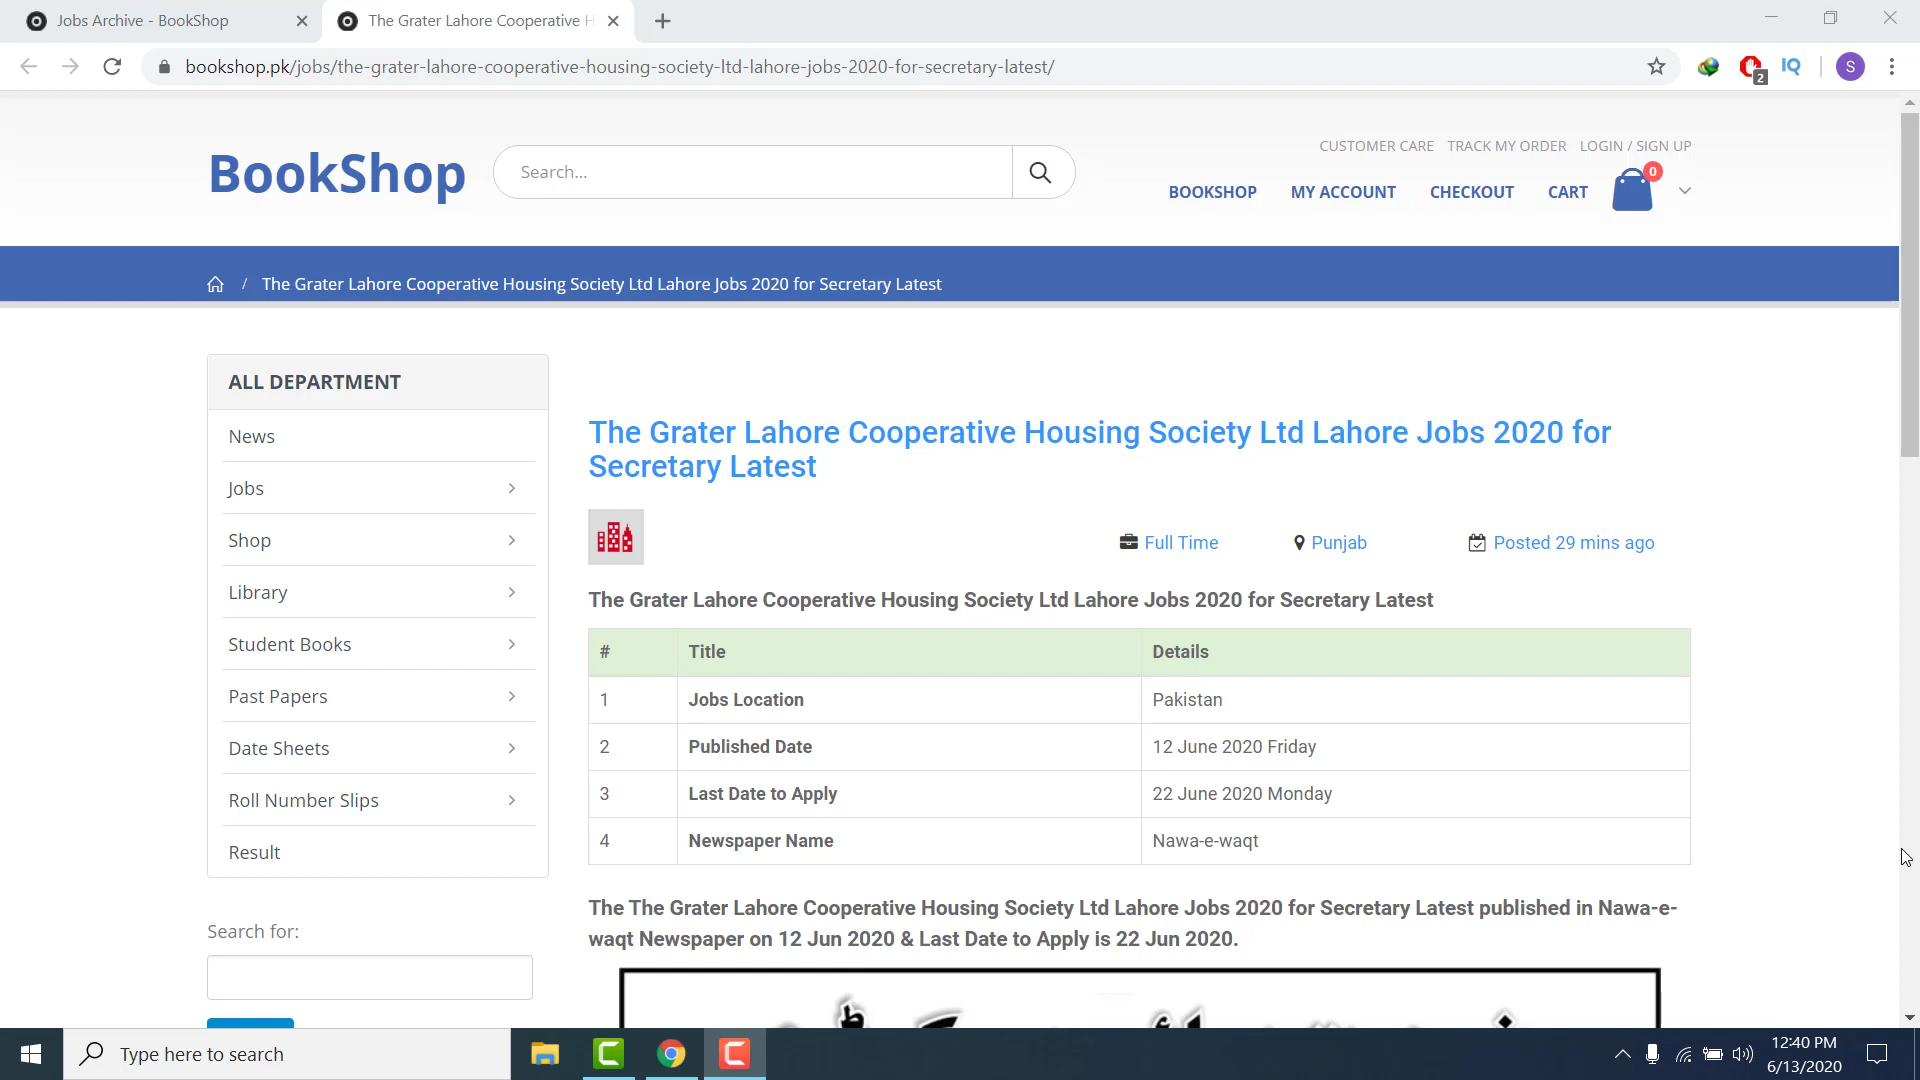 Jobs Archive - BookShop
The Grater Lahore Cooperative H
bookshop.pk/jobs/the-grater-lahore-cooperative-housing-society-ltd-lahore-jobs-2020-for-secretary-latest/
2
IQ
S
CUSTOMER CARE TRACK MY ORDER LOGIN / SIGN UP
BookShop
Search...
BOOKSHOP MY ACCOUNT CHECKOUT CART
0
/ The Grater Lahore Cooperative Housing Society Ltd Lahore Jobs 2020 for Secretary Latest
ALL DEPARTMENT
News
Jobs
Shop
Library
Student Books
Past Papers
Date Sheets
Roll Number Slips
Result
Search for:
The Grater Lahore Cooperative Housing Society Ltd Lahore Jobs 2020 for
Secretary Latest
Full Time
Punjab
Posted 29 mins ago
The Grater Lahore Cooperative Housing Society Ltd Lahore Jobs 2020 for Secretary Latest
# Title Details
1 Jobs Location Pakistan
2 Published Date 12 June 2020 Friday
3 Last Date to Apply 22 June 2020 Monday
4 Newspaper Name Nawa-e-waqt
The The Grater Lahore Cooperative Housing Society Ltd Lahore Jobs 2020 for Secretary Latest published in Nawa-e-
waqt Newspaper on 12 Jun 2020 & Last Date to Apply is 22 Jun 2020.
Type here to search
12:40 PM
6/13/2020